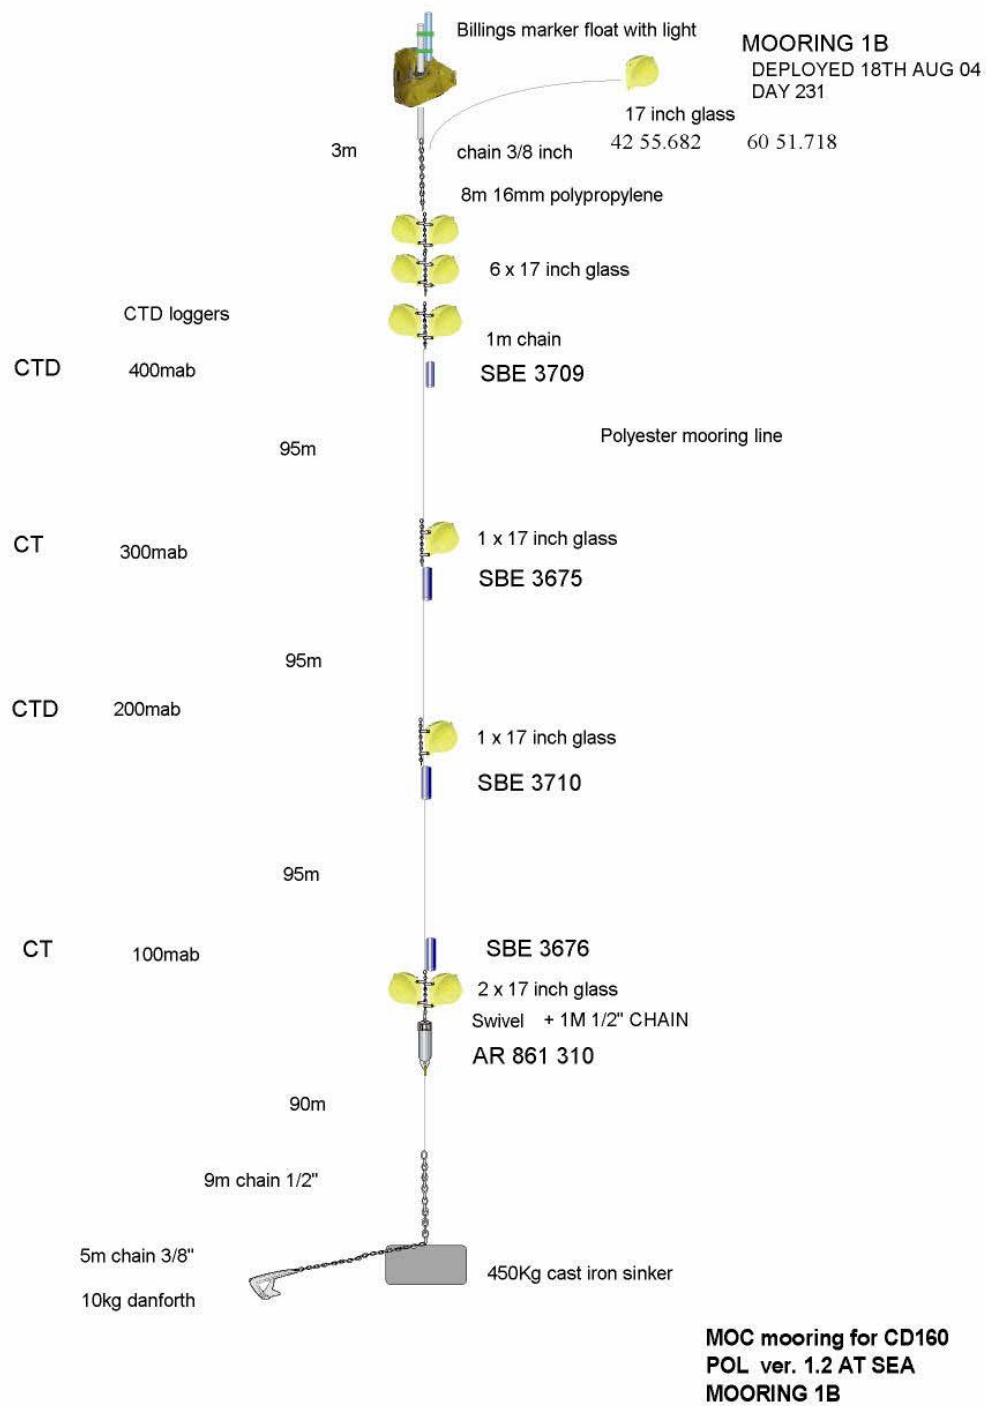 Billings marker float with light
MOORING 1B
DEPLOYED 18TH AUG 04
DAY 231
17 inch glass
42 55.682 60 51.718
3m
chain 3/8 inch
8m 16mm polypropylene
6 x 17 inch glass
CTD loggers
1m chain
CTD 400mab SBE 3709
95m
Polyester mooring line
1 x 17 inch glass
CT 300mab
SBE 3675
95m
CTD 200mab
1 x 17 inch glass
SBE 3710
95m
CT 100mab SBE 3676
2 x 17 inch glass
Swivel + 1M 1/2" CHAIN
AR 861 310
90m
9m chain 1/2"
5m chain 3/8"
450Kg cast iron sinker
10kg danforth
MOC mooring for CD160
POL ver. 1.2 AT SEA
MOORING 1B